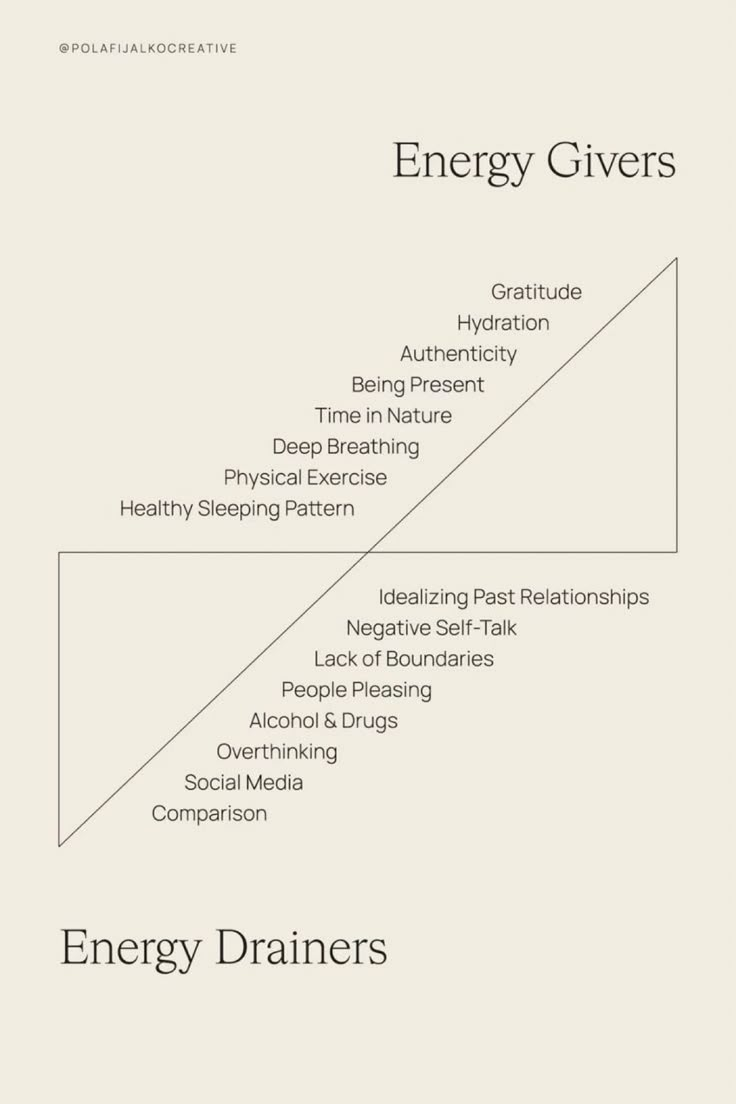 @POLAFIJALKOCREATIVE
Energy Givers
Gratitude
Hydration
Authenticity
Being Present
Time in Nature
Deep Breathing
Physical Exercise
Healthy Sleeping Pattern
Idealizing Past Relationships
Negative Self-Talk
Lack of Boundaries
People Pleasing
Alcohol & Drugs
Overthinking
Social Media
Comparison
Energy Drainers